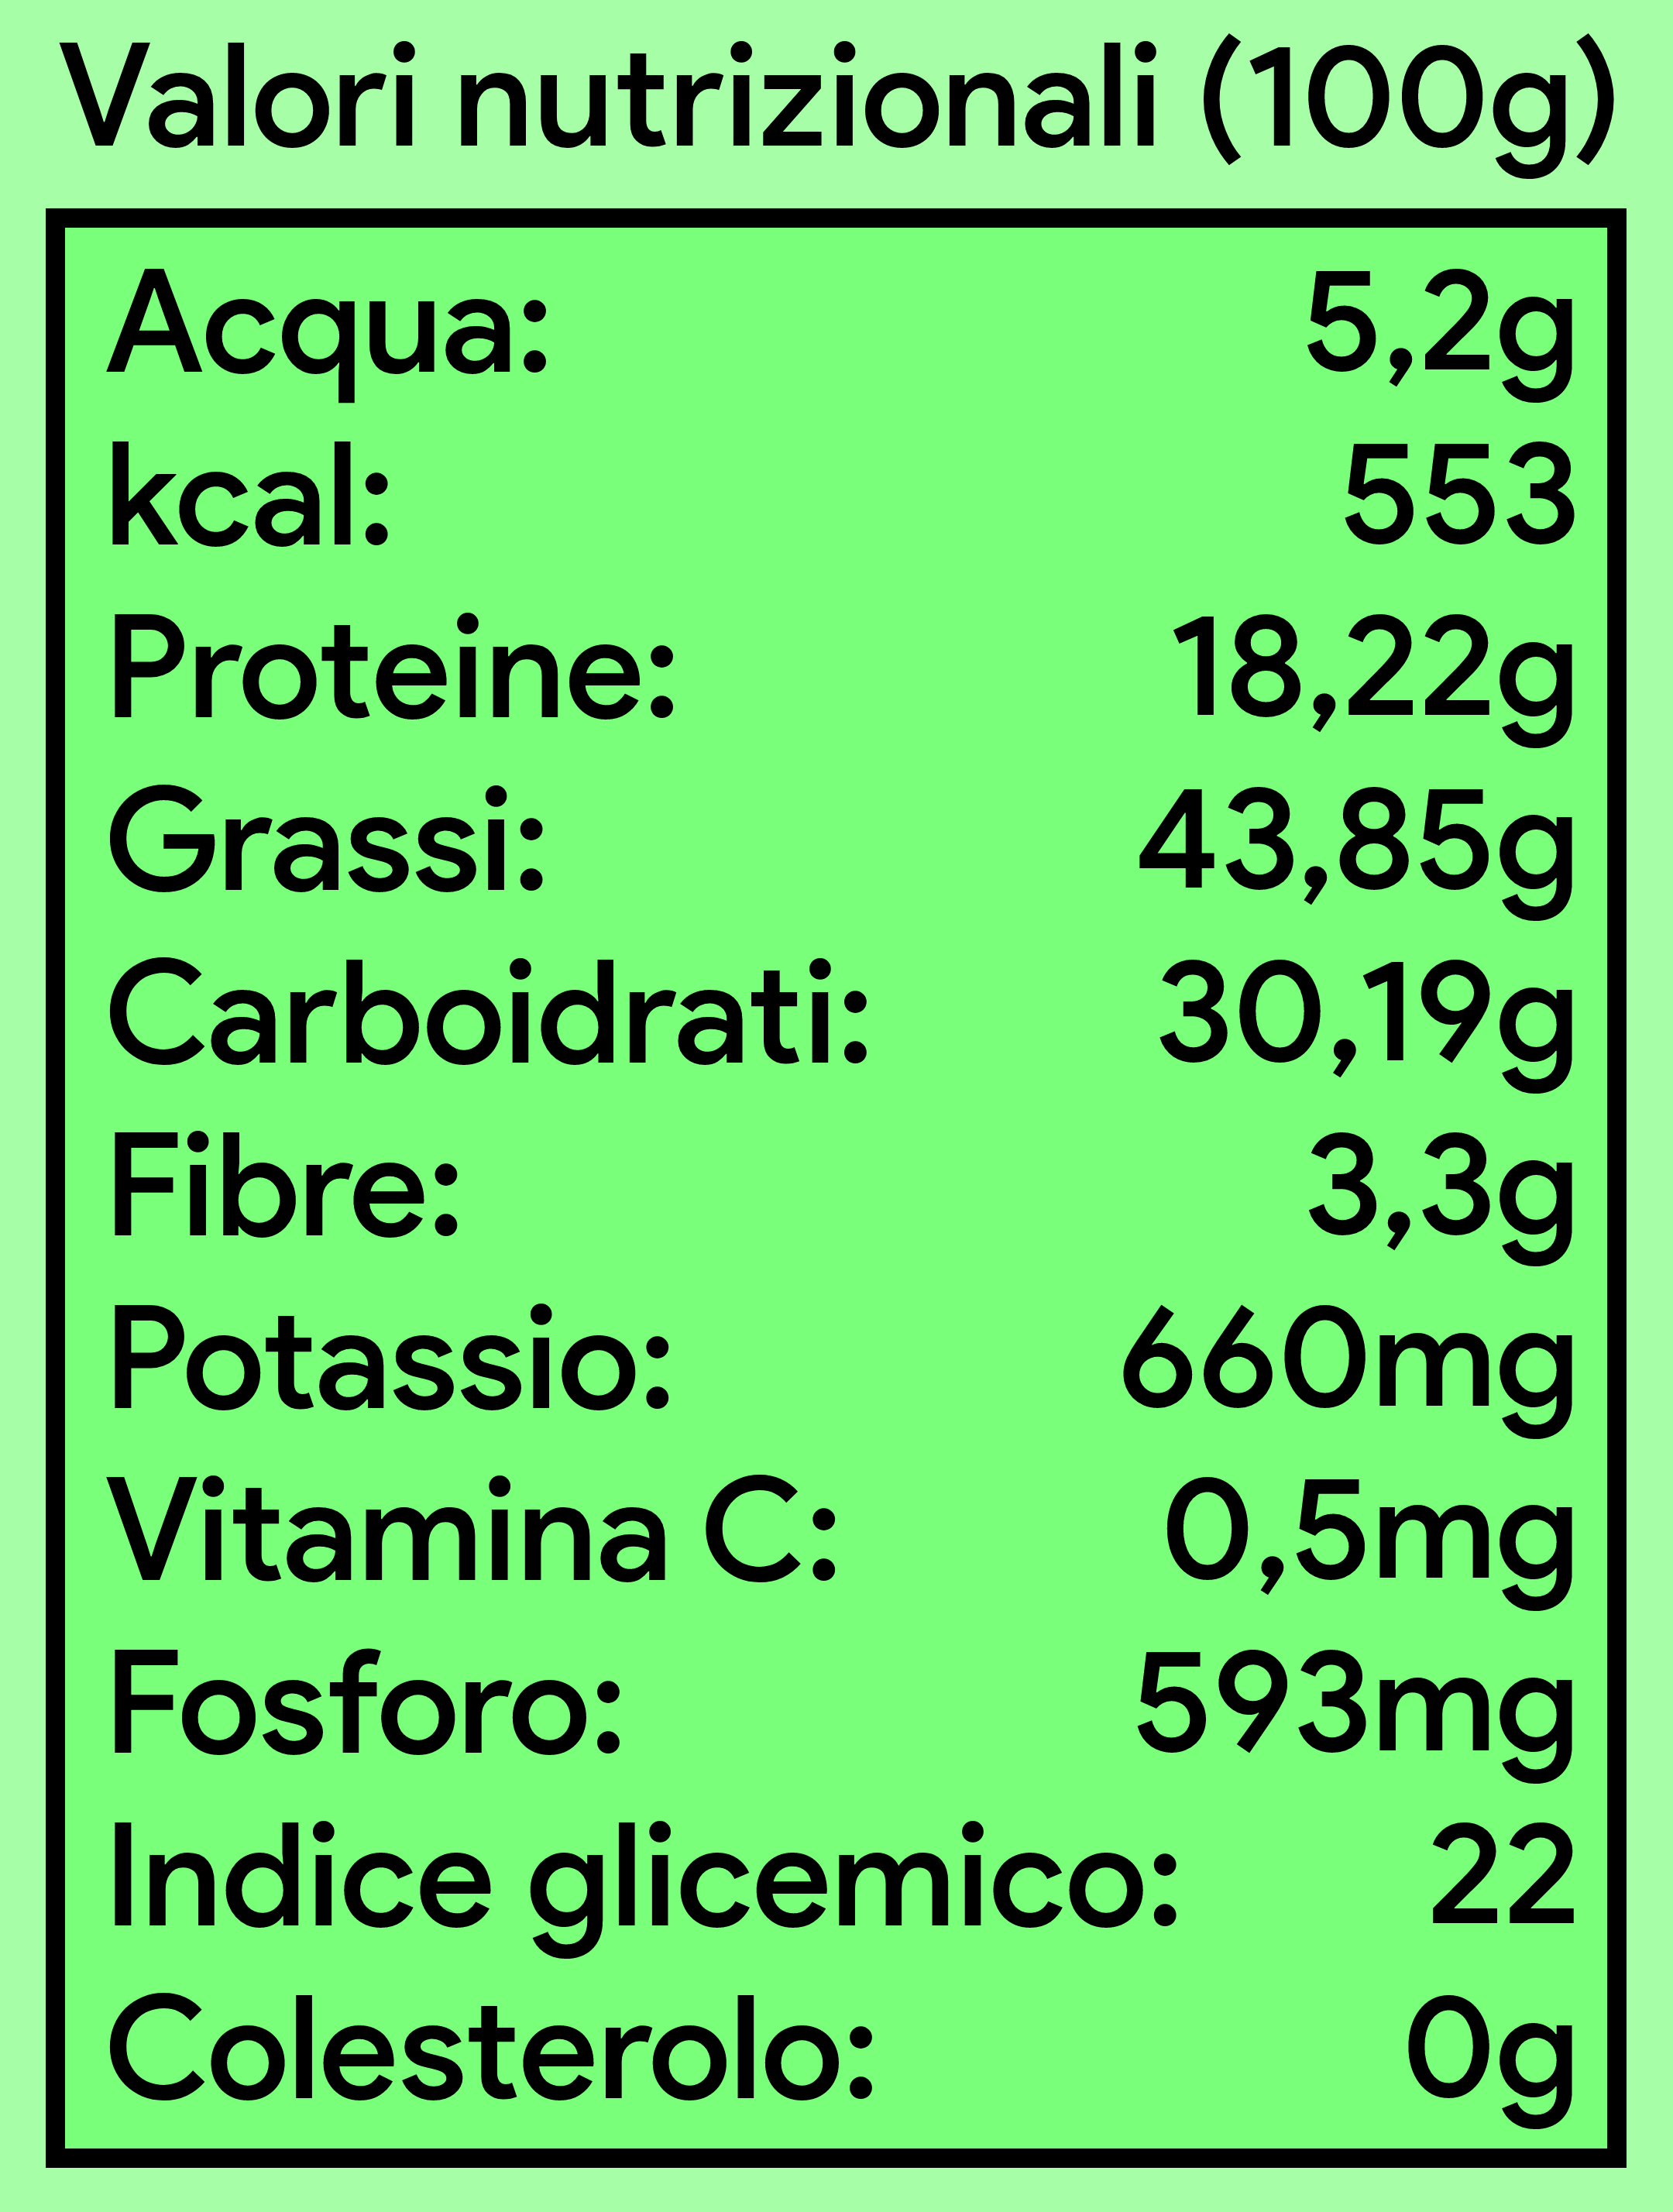 Valori nutrizionali (100g)
Acqua: 5,2g
kcal: 553
Proteine: 18,22g
Grassi: 43,85g
Carboidrati: 30,19g
Fibre: 3,3g
Potassio: 660mg
Vitamina C: 0,5mg
Fosforo: 593mg
Indice glicemico: 22
Colesterolo: 0g